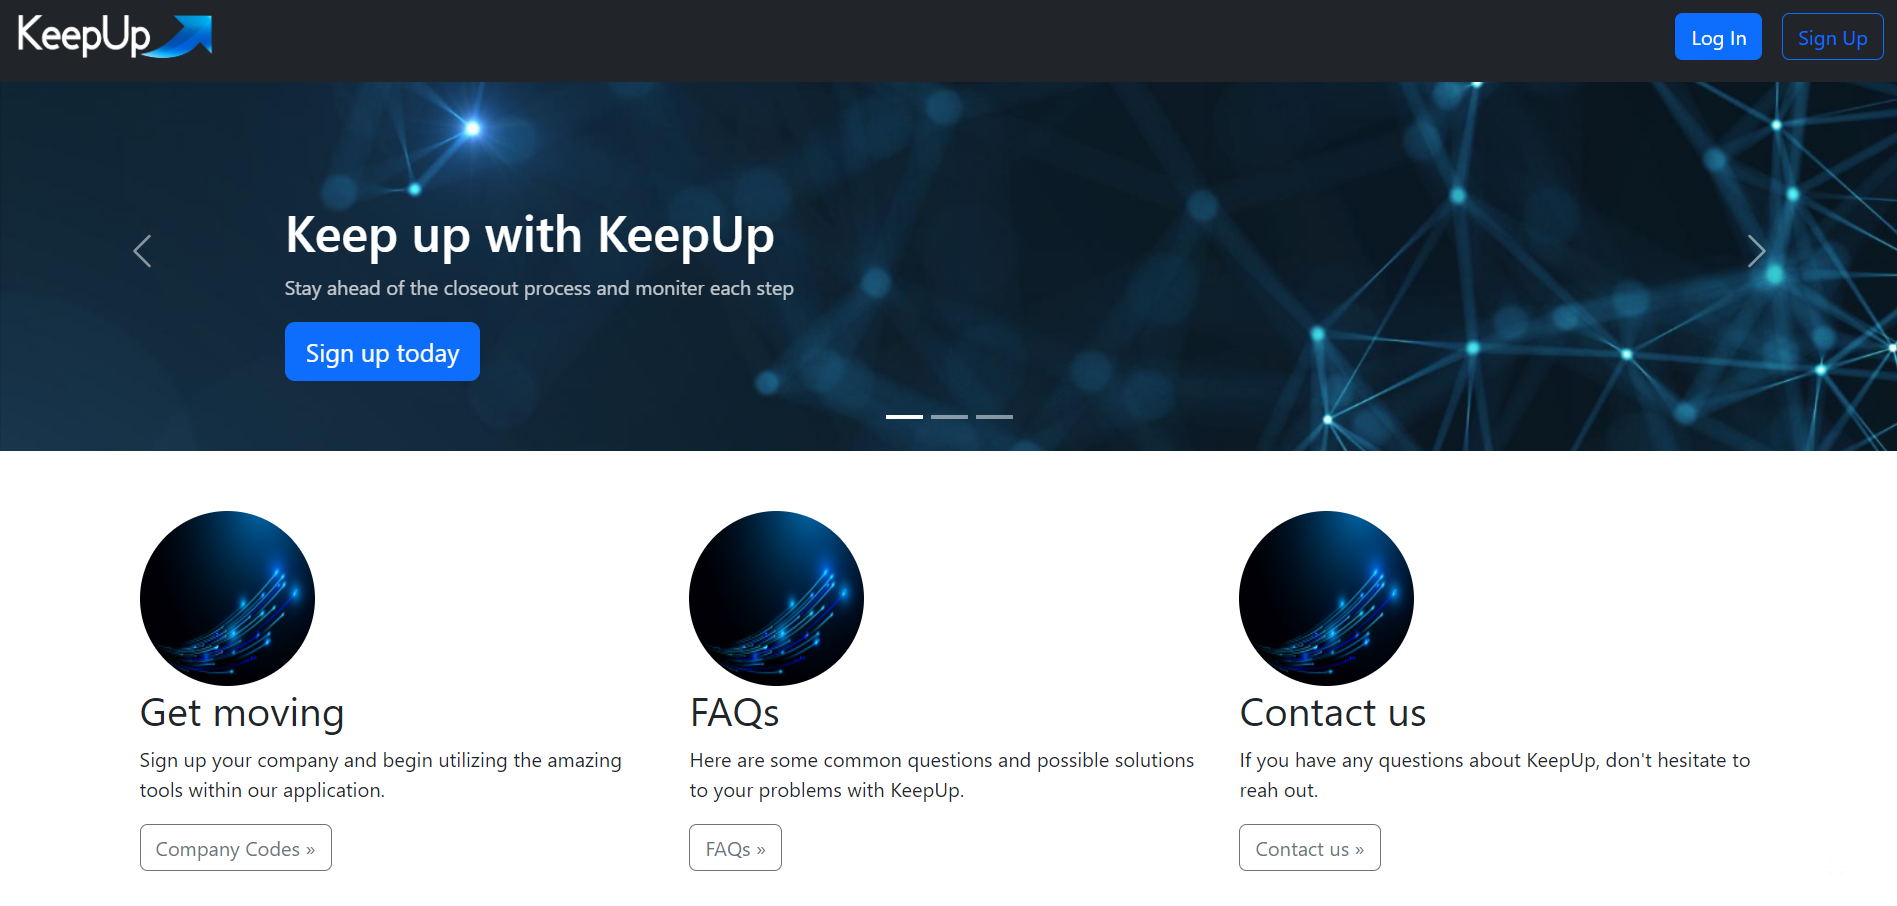 KeepUp
Log In
Sign Up
Keep up with KeepUp
Stay ahead of the closeout process and moniter each step
Sign up today
Get moving
Sign up your company and begin utilizing the amazing
tools within our application.
Company Codes »
FAQs
Here are some common questions and possible solutions
to your problems with KeepUp.
FAQs »
Contact us
If you have any questions about KeepUp, don't hesitate to
reah out.
Contact us »